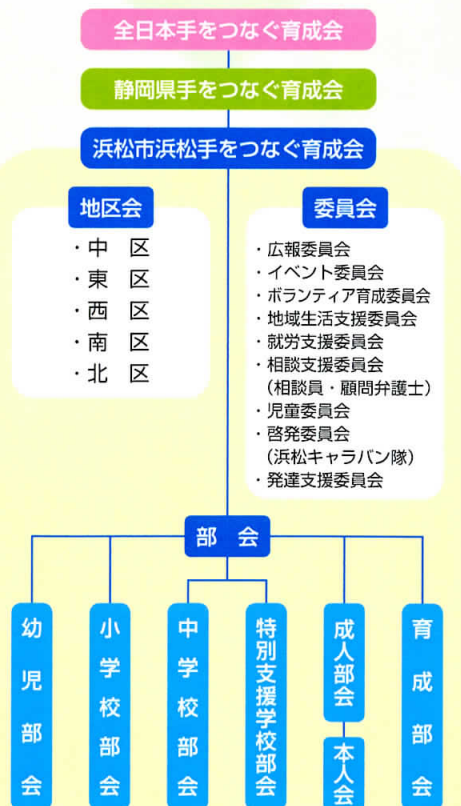 全日本手をつなぐ育成会
静岡県手をつなぐ育成会
浜松市浜松手をつなぐ育成会
地区会
・中　区
・東　区
・西　区
・南　区
・北　区
委員会
・広報委員会
・イベント委員会
・ボランティア育成委員会
・地域生活支援委員会
・就労支援委員会
・相談支援委員会
（相談員・顧問弁護士）
・児童委員会
・啓発委員会
（浜松キャラバン隊）
・発達支援委員会
部　会
幼児部会
小学校部会
中学校部会
特別支援学校部会
成人部会
本人会
育成部会